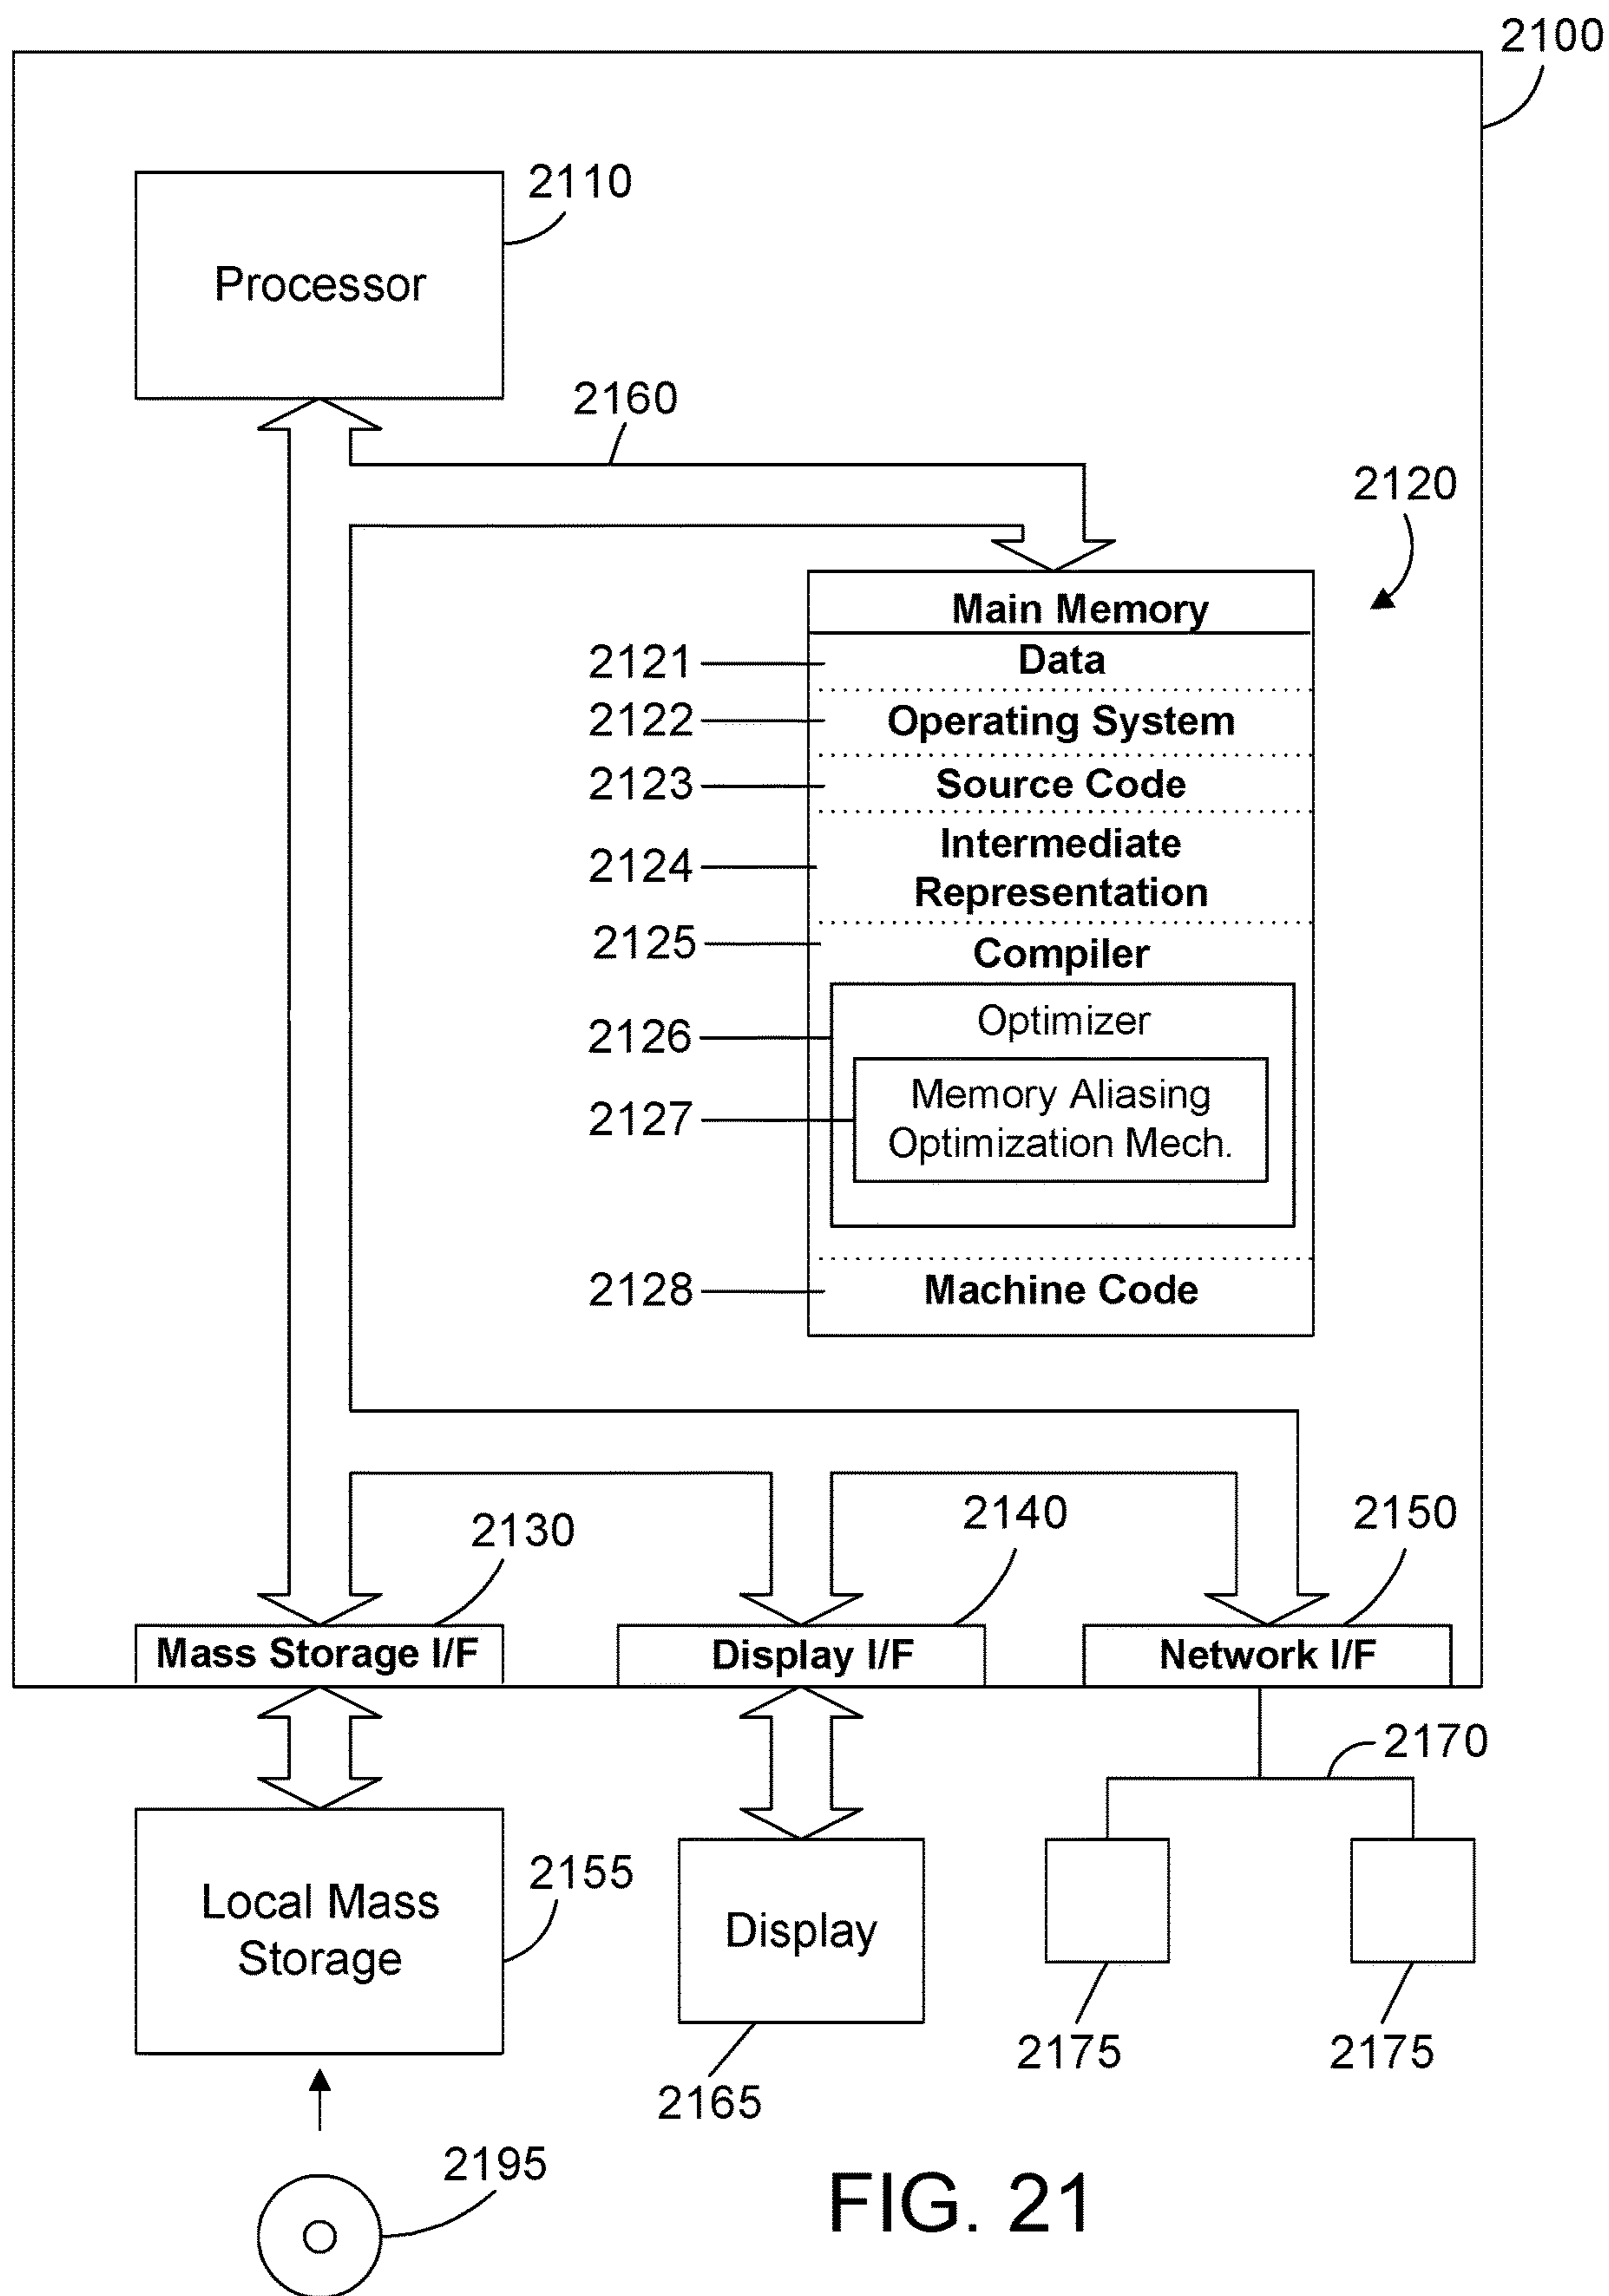 2100
2110
Processor
2160
2120
Main Memory
2121
Data
2122
Operating System
2123
Source Code
2124
Intermediate
Representation
2125
Compiler
2126
Optimizer
2127
Memory Aliasing
Optimization Mech.
2128
Machine Code
2130
2140
2150
Mass Storage I/F
Display I/F
Network I/F
2170
Local Mass
Storage
2155
Display
2165
2175
2175
2195
FIG. 21